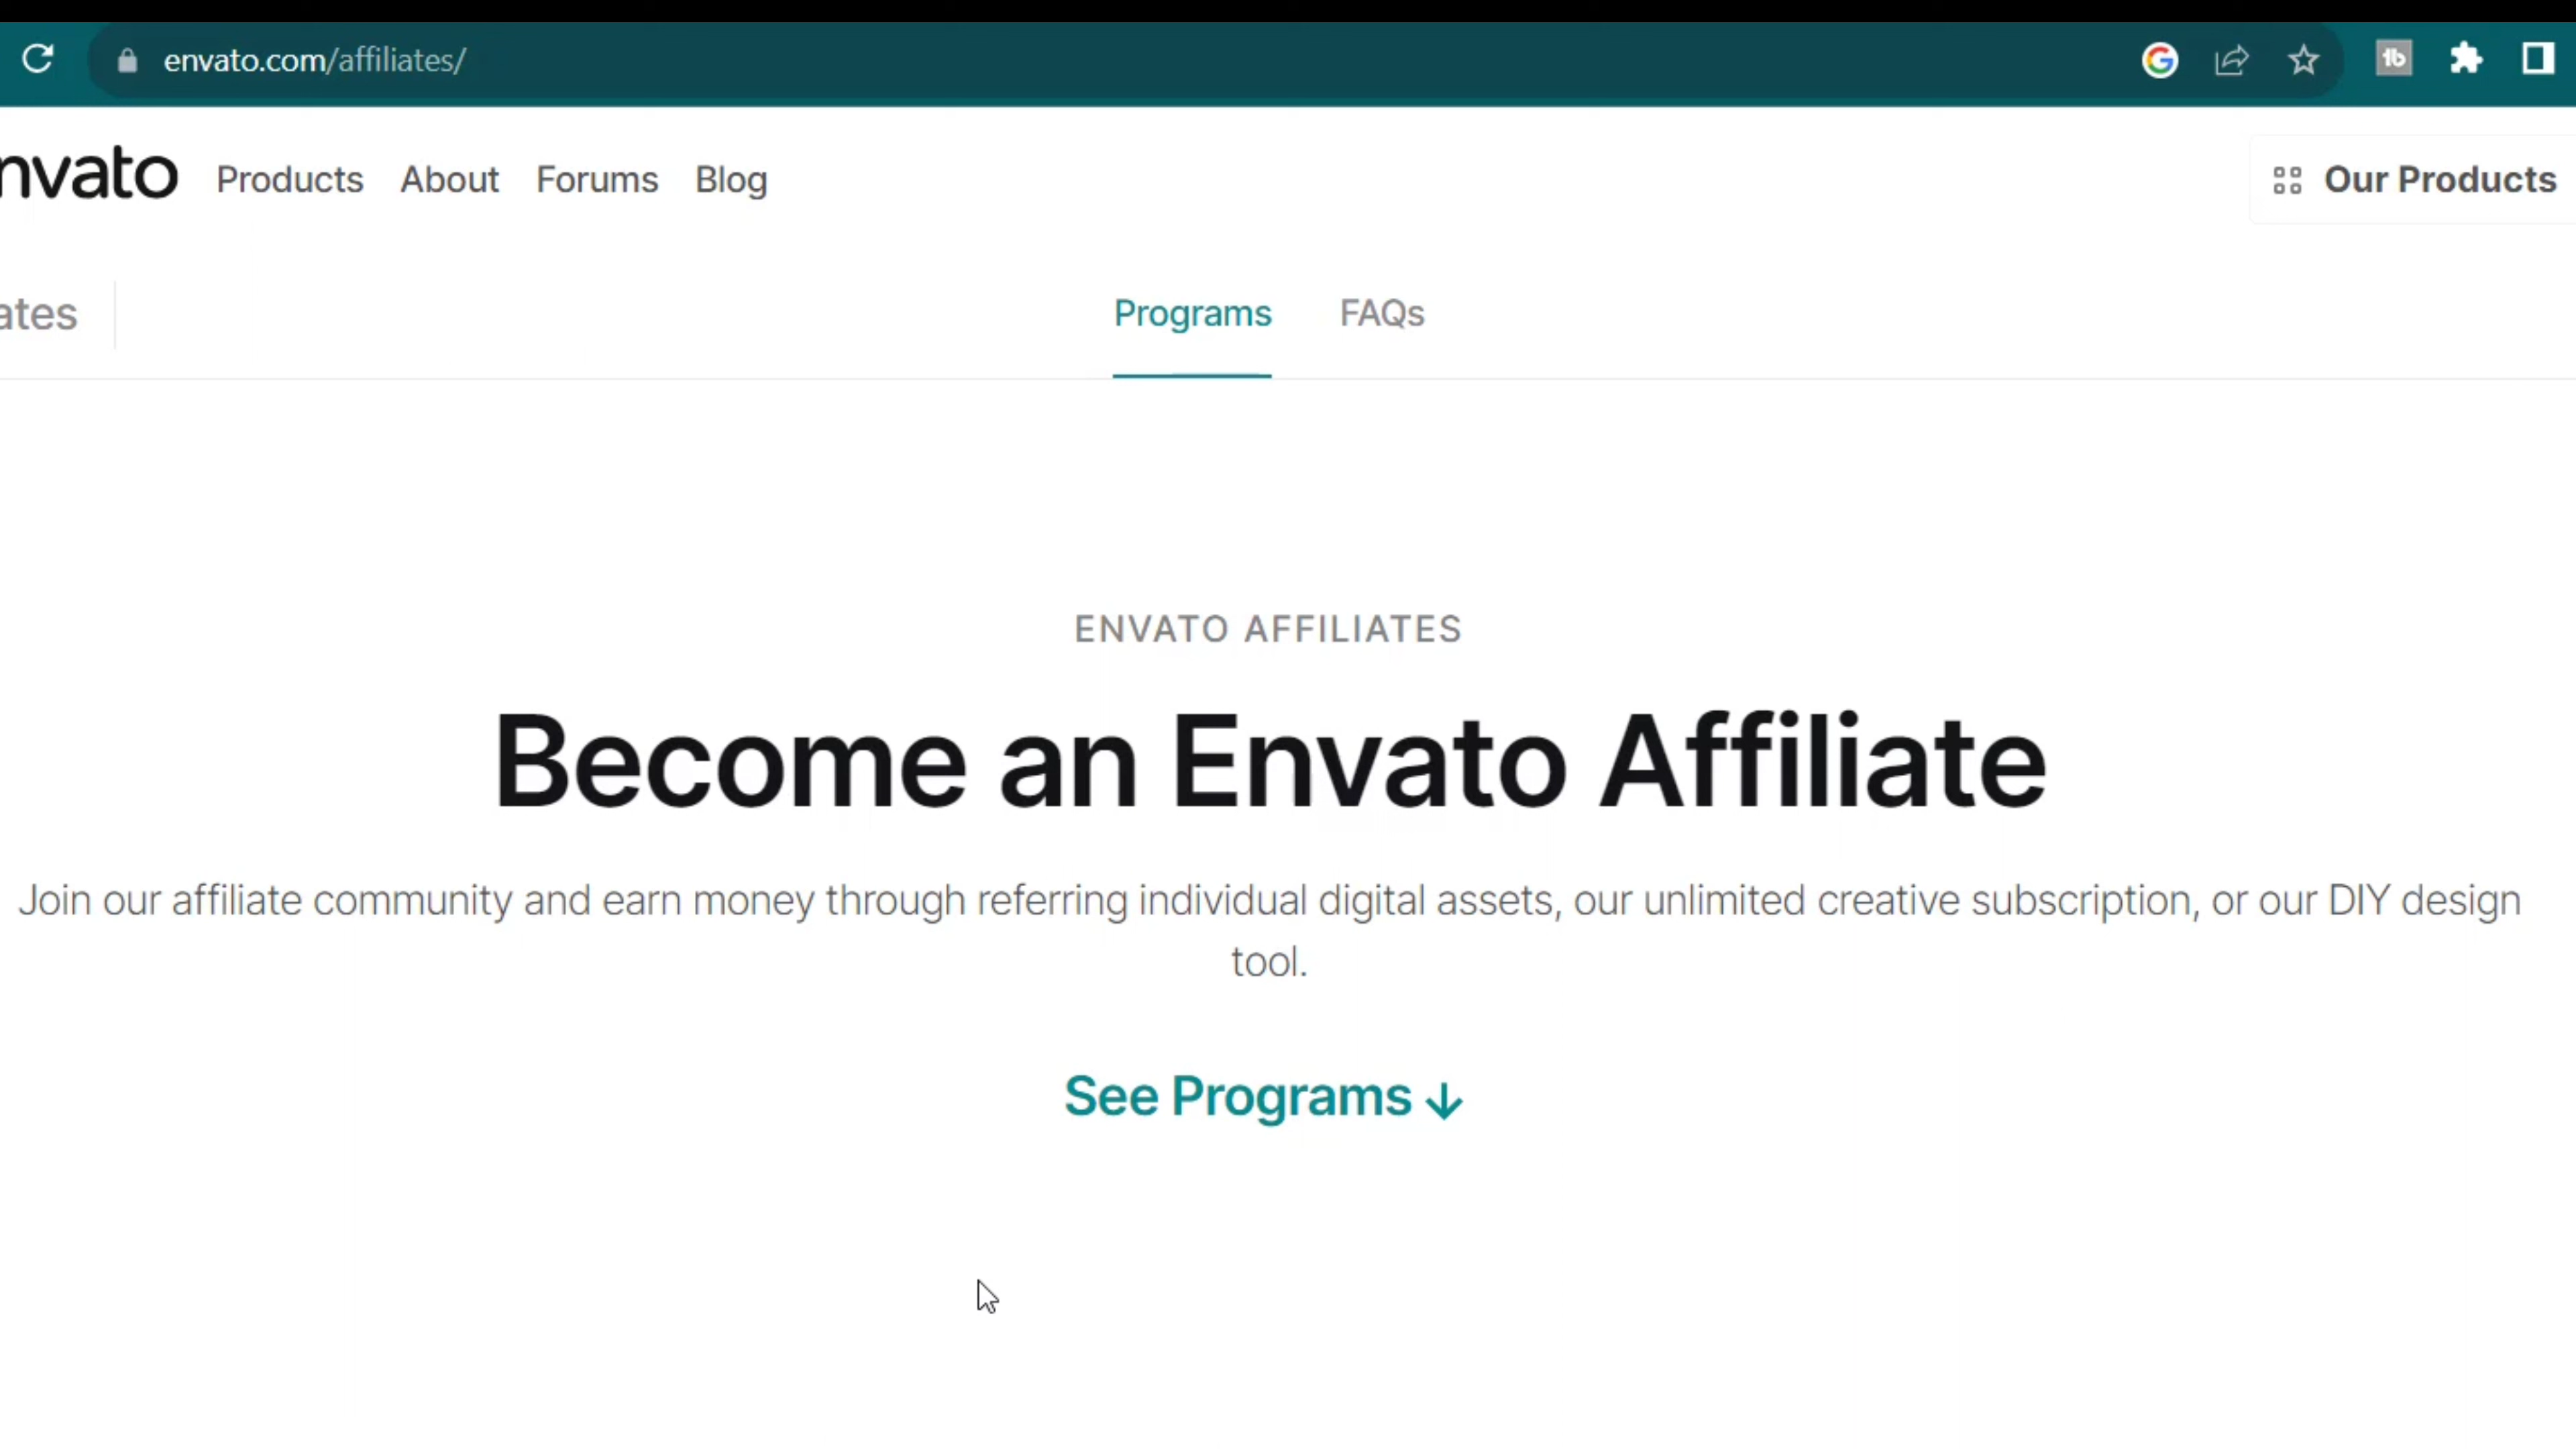 envato.com/affiliates/
nvato Products About Forums Blog Our Products
ates Programs FAQs
ENVATO AFFILIATES
Become an Envato Affiliate
Join our affiliate community and earn money through referring individual digital assets, our unlimited creative subscription, or our DIY design
tool.
See Programs